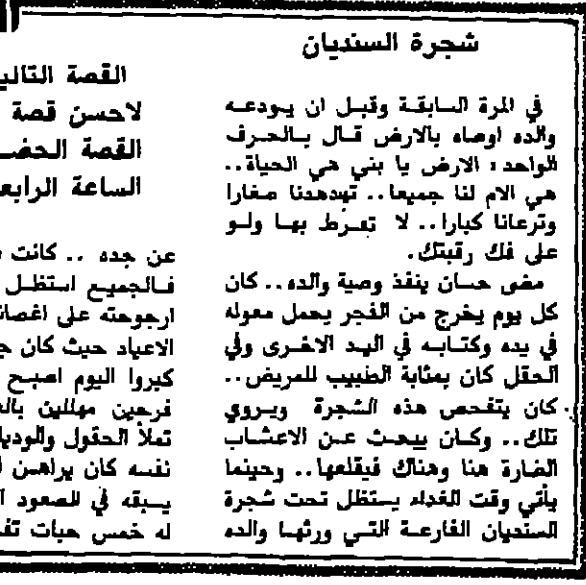 شجرة السنديان
في المرة السابقة وقبل ان يودعه
والده اوصاه بالارض قال بالحرف
الواحد : الارض يا بني هي الحياة..
هي الام لنا جميعا.. تهدهدنا صغارا
وترعانا كبارا.. لا تفرط بها ولو
على فك رقبتك.
مضى حسان ينفذ وصية والده.. كان
كل يوم يخرج من الفجر يحمل معوله
في يده وكتابه في اليد الاخرى وفي
الحقل كان بمثابة الطبيب للمريض..
كان يتفحص هذه الشجرة ويروي
تلك.. وكان يبحث عن الاعشاب
الضارة هنا وهناك فيقلعها.. وحينما
يأتي وقت الغداء يستظل تحت شجرة
السنديان الفارعة التي ورثها والده
القصة التالي
لاحسن قصة
القصة الحضـ
الساعة الرابعـ
عن جده .. كانت
فالجميع استظل
ارجوحته على اغصانـ
الاعياد حيث كان
كبروا اليوم اصبح
فرحين مهللين بالـ
تملأ الحقول والوديا
نفسه كان يراهن
يسبقه في الصعود
له خمس حبات تفـ